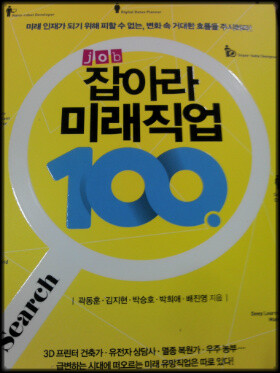 미래 인재가 되기 위해 피할 수 없는, 변화 속 거대한 흐름을
job
잡아라
미래직업
100.
[ 곽동훈 · 김지현 · 박승호 · 박희애 · 배진영 지음 ]
Search
3D 프린터 건축가 · 유전자 상담사 · 멸종 복원가 · 우주 농부
급변하는 시대에 떠오르는 미래 유망직업은 따로 있다!